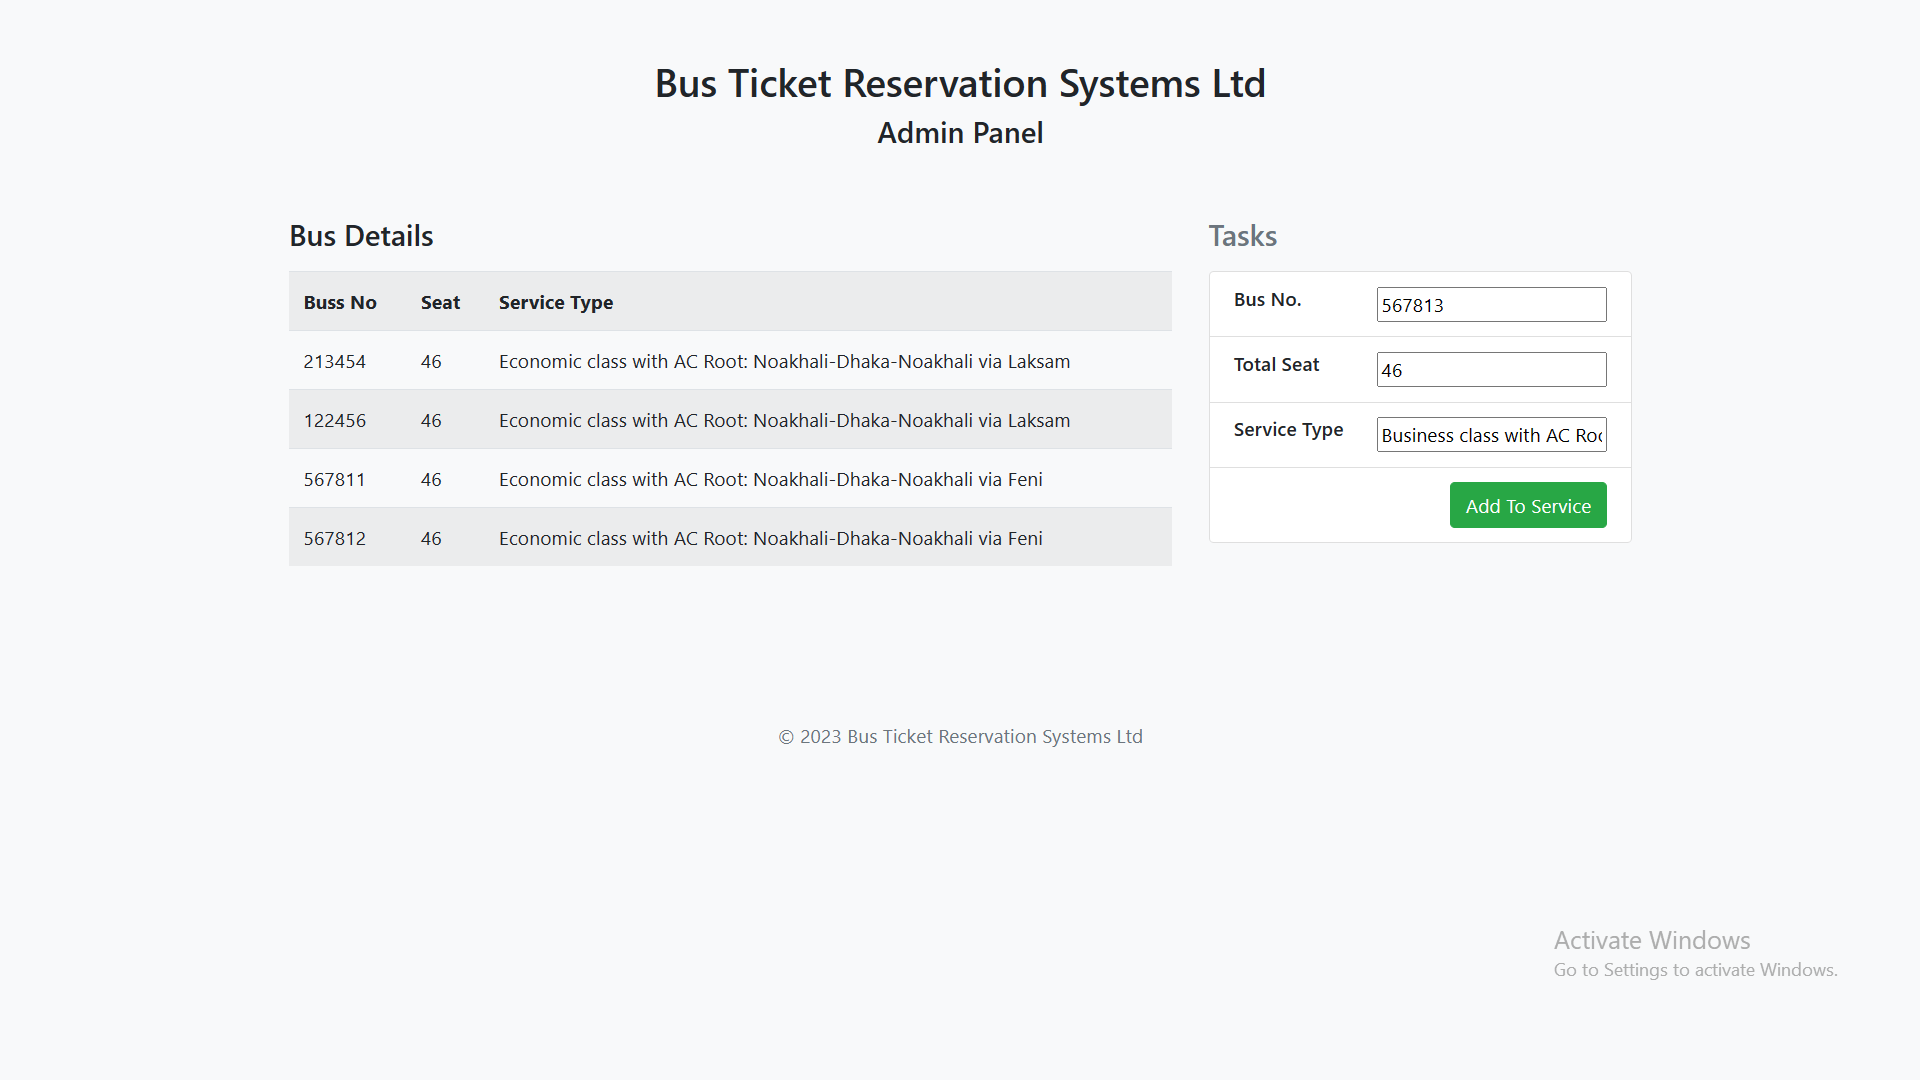 Bus Ticket Reservation Systems Ltd
Admin Panel
Bus Details
Buss No Seat Service Type
213454 46 Economic class with AC Root: Noakhali-Dhaka-Noakhali via Laksam
122456 46 Economic class with AC Root: Noakhali-Dhaka-Noakhali via Laksam
567811 46 Economic class with AC Root: Noakhali-Dhaka-Noakhali via Feni
567812 46 Economic class with AC Root: Noakhali-Dhaka-Noakhali via Feni
Tasks
Bus No. 567813
Total Seat 46
Service Type Business class with AC
Add To Service
© 2023 Bus Ticket Reservation Systems Ltd
Activate Windows
Go to Settings to activate Windows.